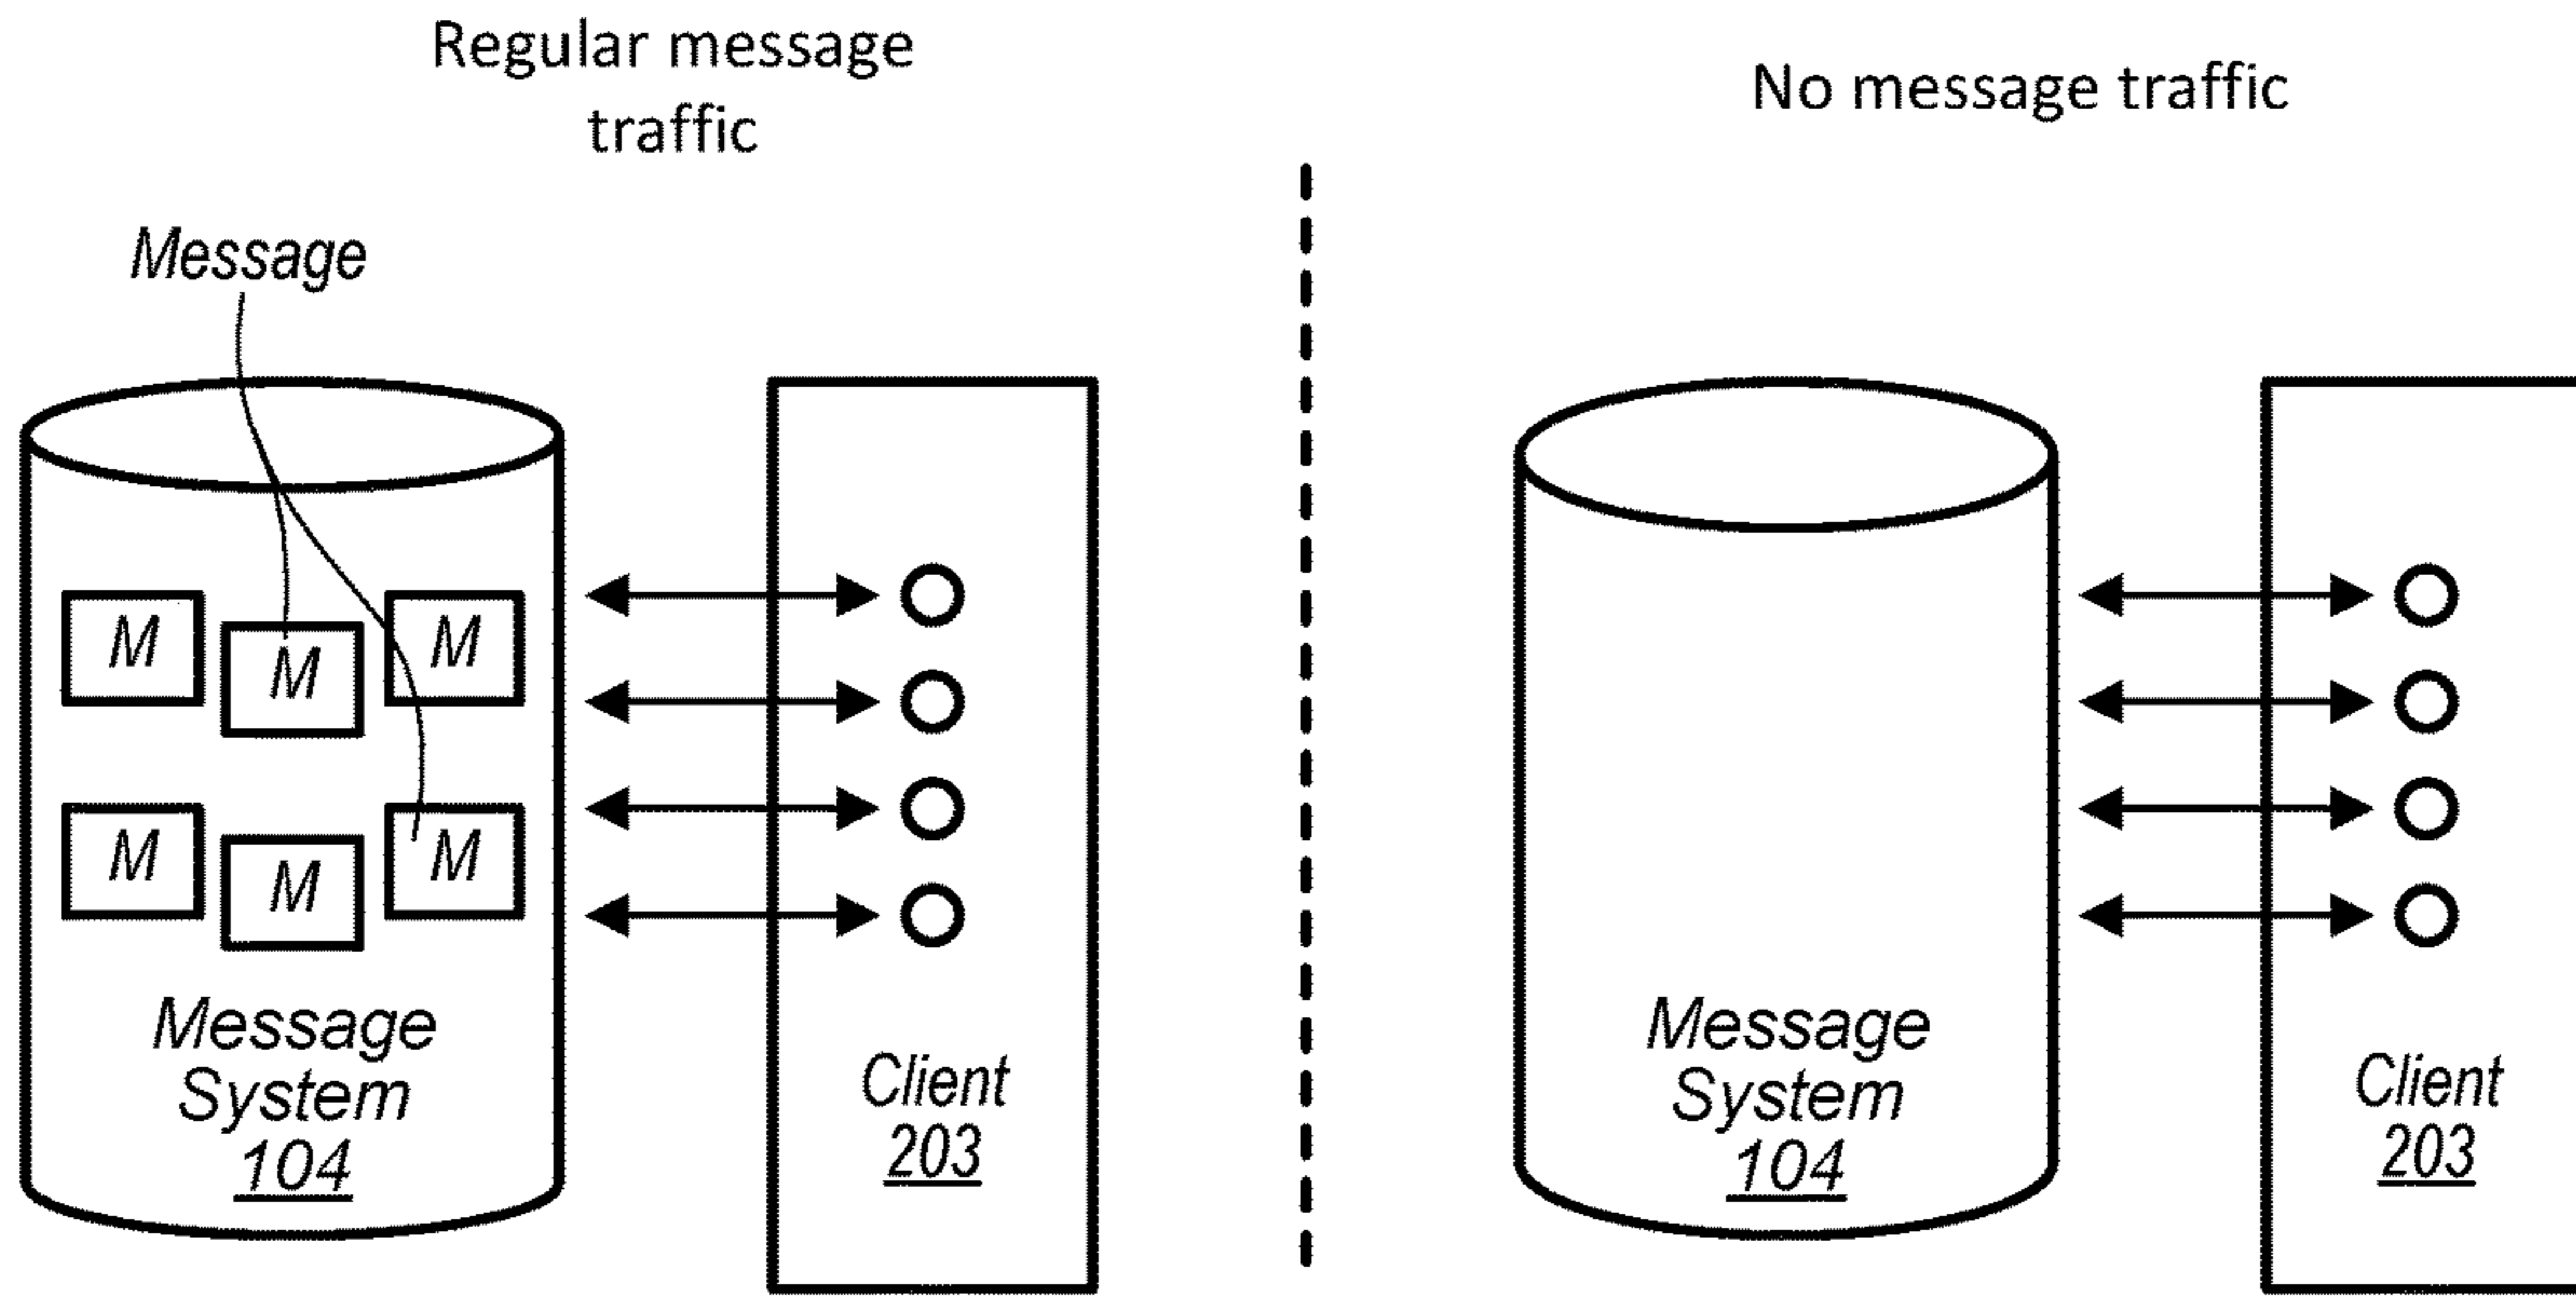 Regular message
traffic
Message
M
M
M
M
M
M
Message
System
104
Client
203
No message traffic
Message
System
104
Client
203